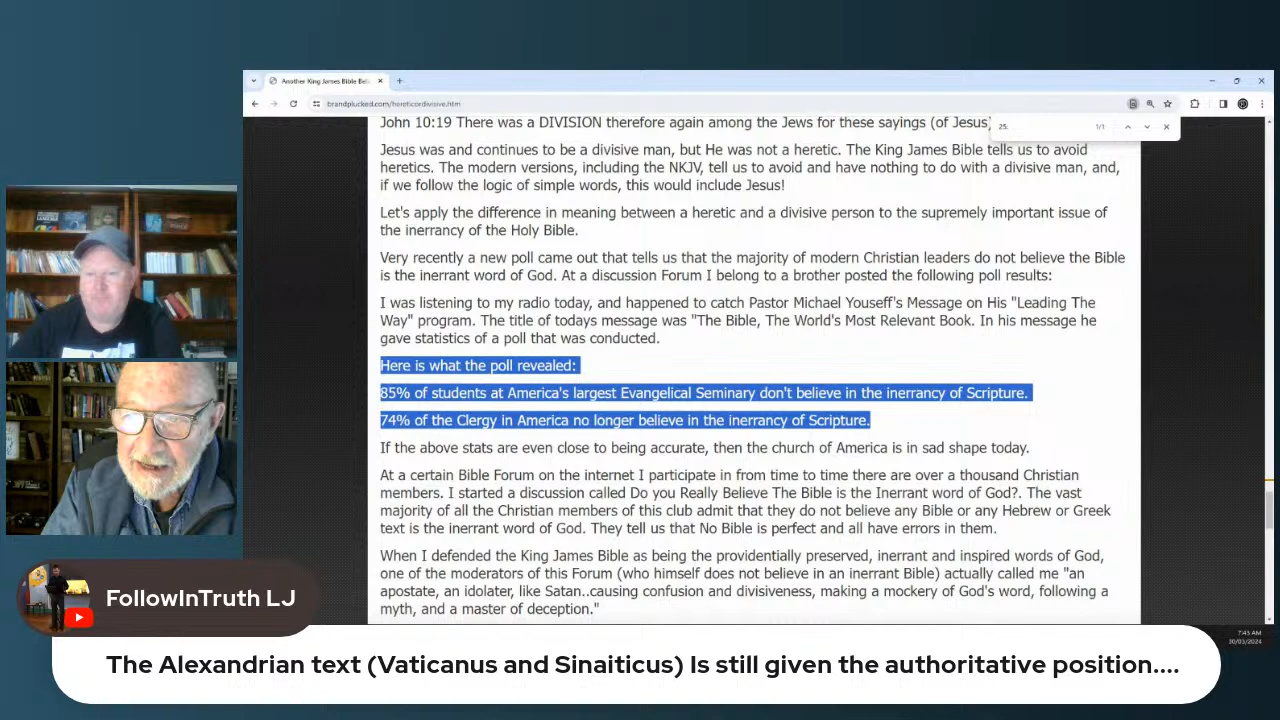 Another King James Bible Beli
brandplucked.com/hereticordivisive.htm
25.
1/1
John 10:19 There was a DIVISION therefore again among the Jews for these sayings (of Jesus)
Jesus was and continues to be a divisive man, but He was not a heretic. The King James Bible tells us to avoid
heretics. The modern versions, including the NKJV, tell us to avoid and have nothing to do with a divisive man, and,
if we follow the logic of simple words, this would include Jesus!
Let's apply the difference in meaning between a heretic and a divisive person to the supremely important issue of
the inerrancy of the Holy Bible.
Very recently a new poll came out that tells us that the majority of modern Christian leaders do not believe the Bible
is the inerrant word of God. At a discussion Forum I belong to a brother posted the following poll results:
I was listening to my radio today, and happened to catch Pastor Michael Youseff's Message on His "Leading The
Way" program. The title of todays message was "The Bible, The World's Most Relevant Book. In his message he
gave statistics of a poll that was conducted.
Here is what the poll revealed:
85% of students at America's largest Evangelical Seminary don't believe in the inerrancy of Scripture.
74% of the Clergy in America no longer believe in the inerrancy of Scripture.
If the above stats are even close to being accurate, then the church of America is in sad shape today.
At a certain Bible Forum on the internet I participate in from time to time there are over a thousand Christian
members. I started a discussion called Do you Really Believe The Bible is the Inerrant word of God?. The vast
majority of all the Christian members of this club admit that they do not believe any Bible or any Hebrew or Greek
text is the inerrant word of God. They tell us that No Bible is perfect and all have errors in them.
When I defended the King James Bible as being the providentially preserved, inerrant and inspired words of God,
one of the moderators of this Forum (who himself does not believe in an inerrant Bible) actually called me "an
apostate, an idolater, like Satan..causing confusion and divisiveness, making a mockery of God's word, following a
myth, and a master of deception."
7:43 AM
20/03/2024
FollowInTruth LJ
The Alexandrian text (Vaticanus and Sinaiticus) Is still given the authoritative position....